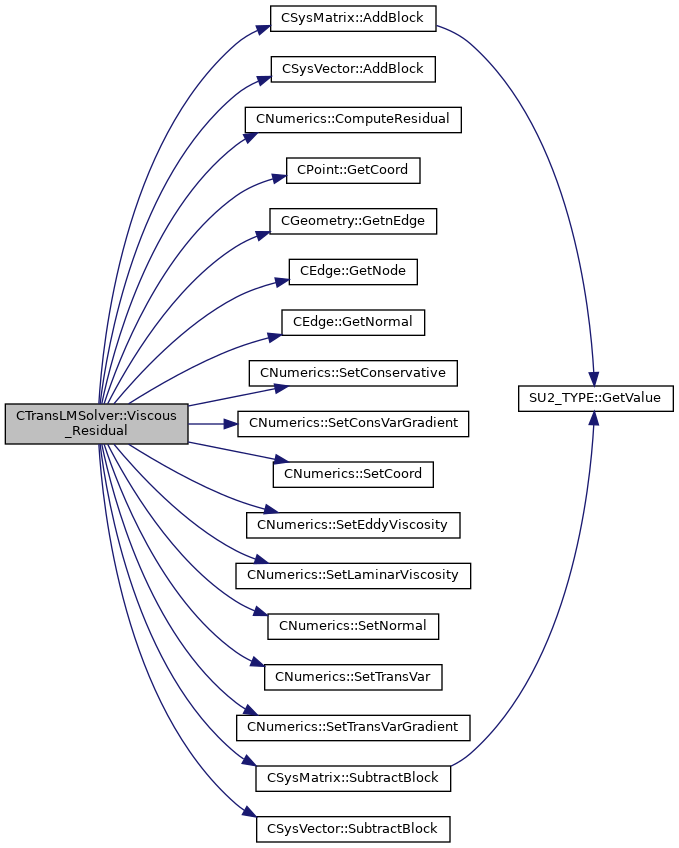 CSysMatrix::AddBlock
CSysVector::AddBlock
CNumerics::ComputeResidual
CPoint::GetCoord
CGeometry::GetnEdge
CEdge::GetNode
CEdge::GetNormal
CNumerics::SetConservative
SU2_TYPE::GetValue
CTransLMSolver::Viscous
_Residual
CNumerics::SetConsVarGradient
CNumerics::SetCoord
CNumerics::SetEddyViscosity
CNumerics::SetLaminarViscosity
CNumerics::SetNormal
CNumerics::SetTransVar
CNumerics::SetTransVarGradient
CSysMatrix::SubtractBlock
CSysVector::SubtractBlock